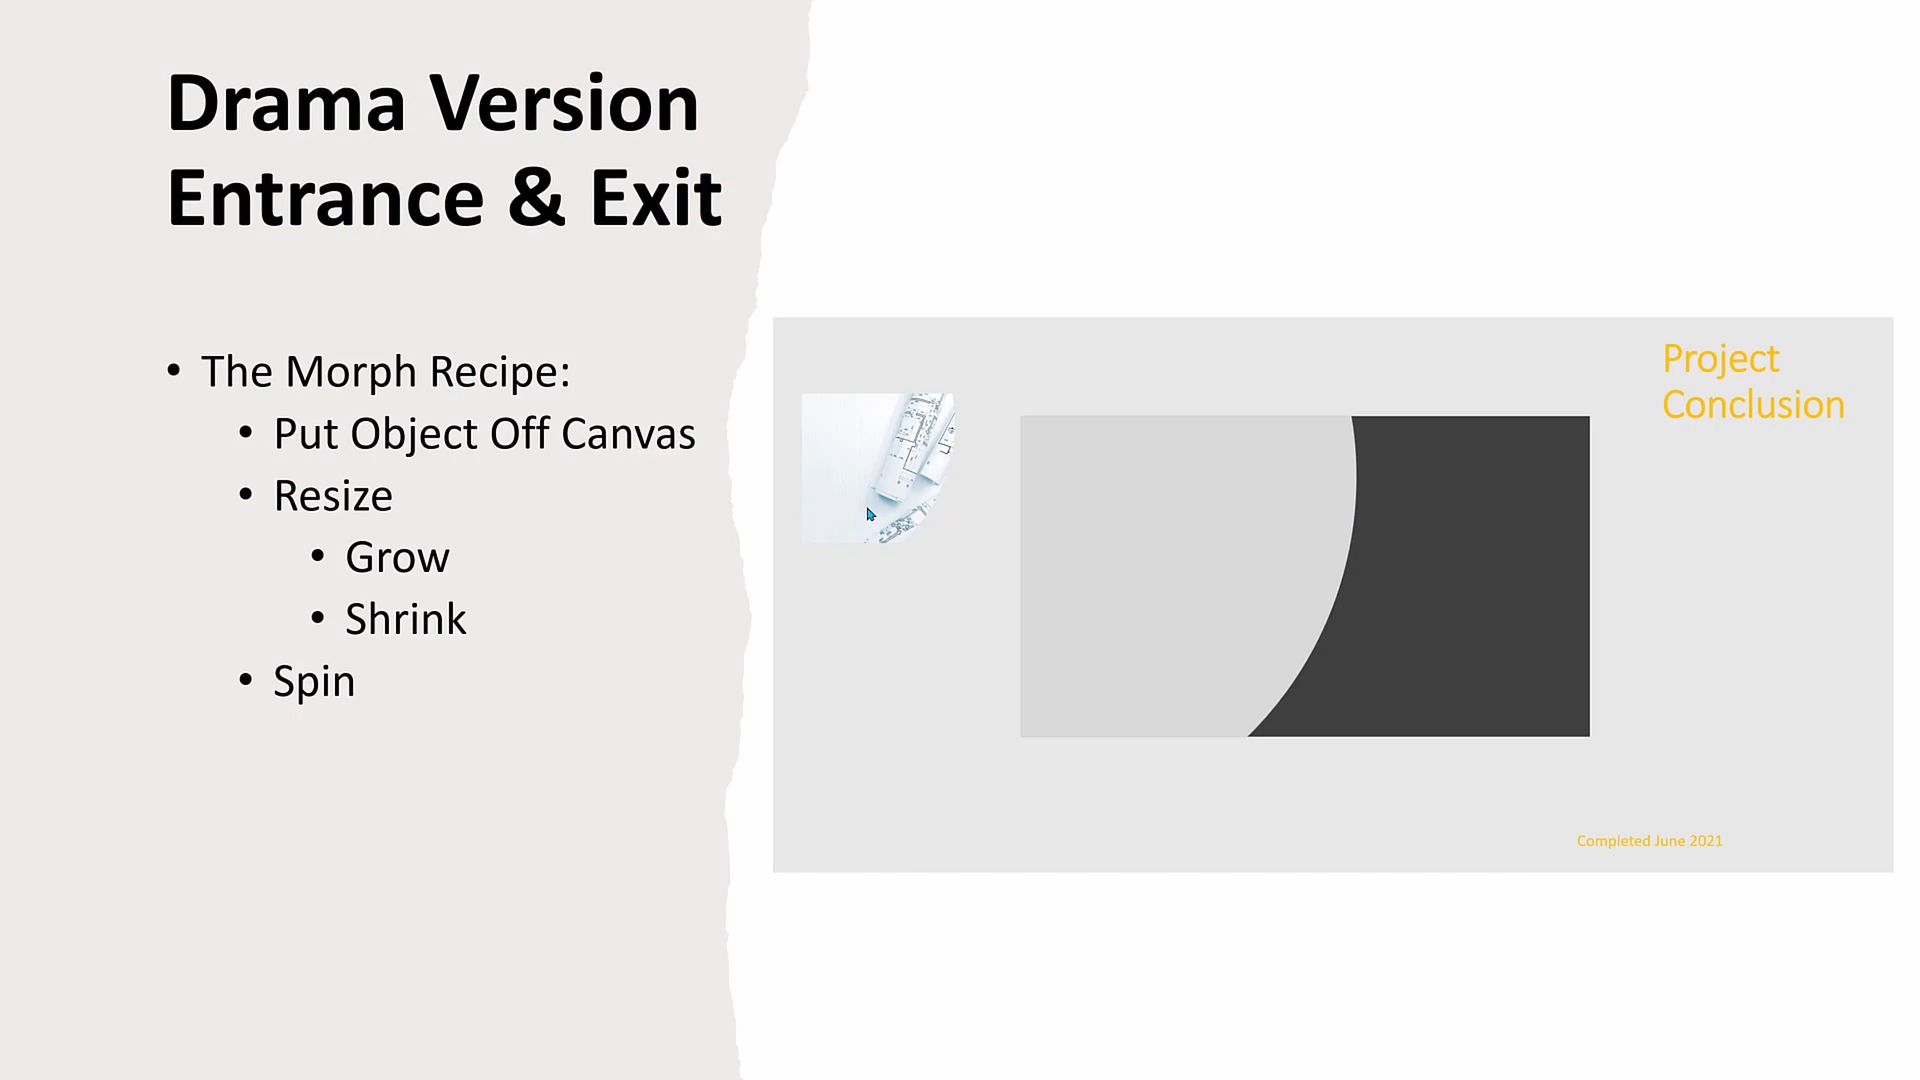 Drama Version
Entrance & Exit
• The Morph Recipe:
• Put Object Off Canvas
• Resize
• Grow
• Shrink
• Spin
Project
Conclusion
Completed June 2021